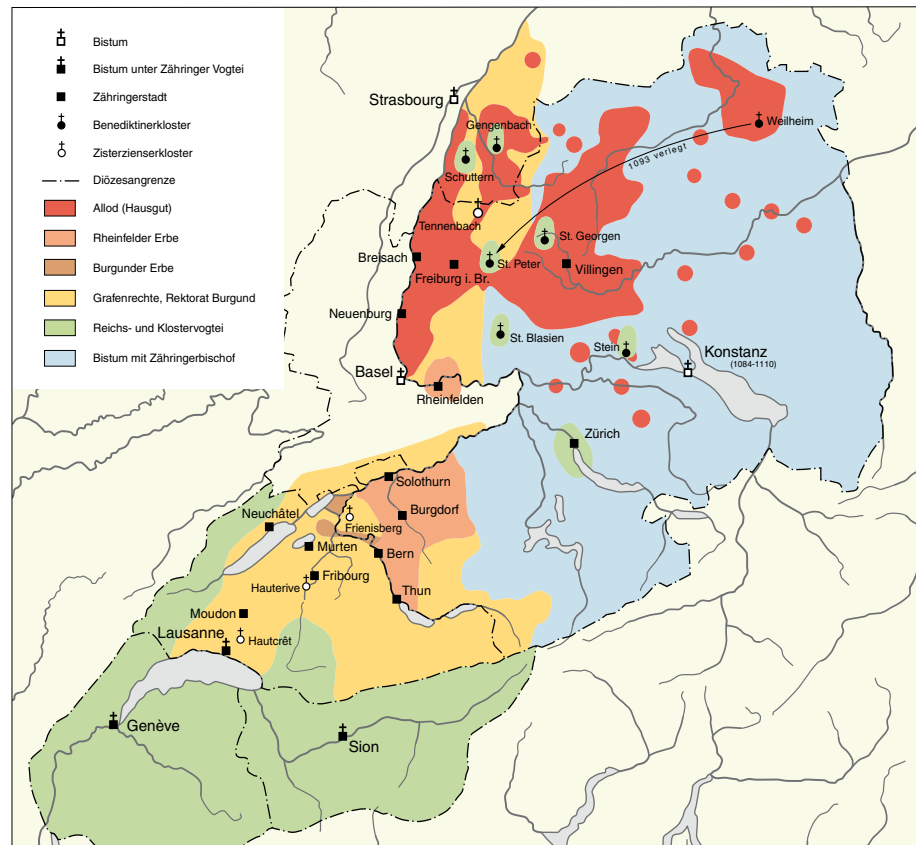 Bistum
Bistum unter Zähringer Vogtei
Zähringerstadt
Benediktinerkloster
Zisterzienserkloster
Diözesangrenze
Allod (Hausgut)
Rheinfelder Erbe
Burgunder Erbe
Grafenrechte, Rektorat Burgund
Reichs- und Klostervogtei
Bistum mit Zähringerbischof
Strasbourg
Gengenbach
Weilheim
1093 verlegt
Schuttern
Tennenbach
St. Georgen
Breisach
St. Peter
Villingen
Freiburg i. Br.
Neuenburg
St. Blasien
Stein
Konstanz
(1084-1110)
Basel
Rheinfelden
Zürich
Solothurn
Neuchâtel
Burgdorf
Frienisberg
Murten
Bern
Fribourg
Hauterive
Thun
Moudon
Lausanne
Hautcrêt
Genève
Sion